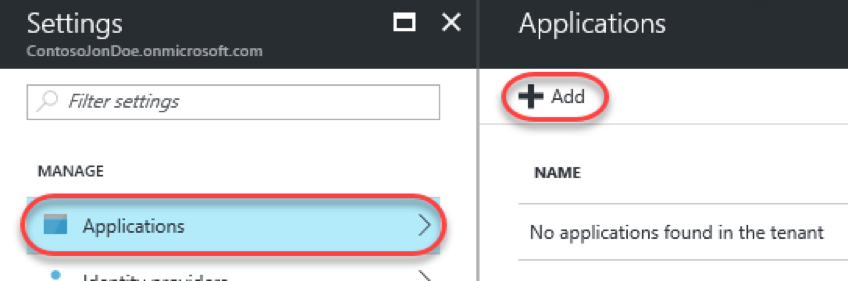 Settings
ContosoJonDoe.onmicrosoft.com
Filter settings
MANAGE
Applications
Identity providers
Applications
Add
NAME
No applications found in the tenant